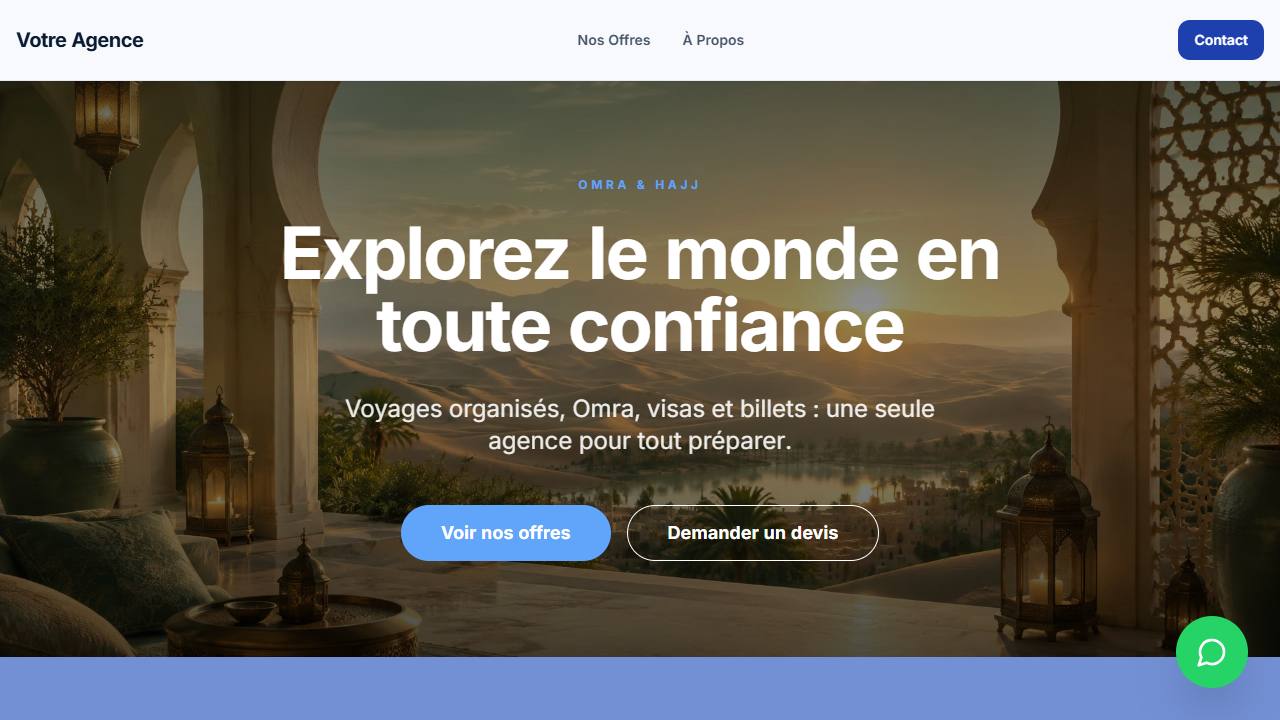 Votre Agence
Nos Offres
À Propos
Contact
OMRA & HAJJ
Explorez le monde en
toute confiance
Voyages organisés, Omra, visas et billets : une seule
agence pour tout préparer.
Voir nos offres
Demander un devis